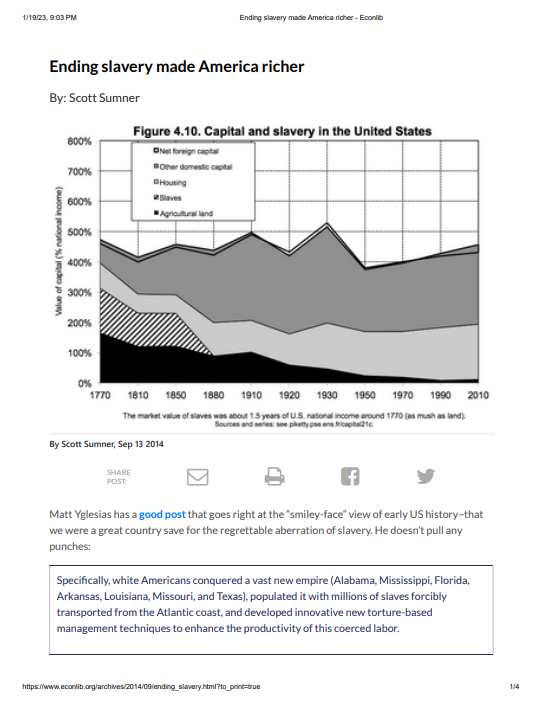 1/19/23, 9:03 PM
Ending slavery made America richer - Econlib
Ending slavery made America richer
By: Scott Sumner
Figure 4.10. Capital and slavery in the United States
800%
700%
600%
500%
400%
300%
200%
100%
0%
Value of capital (% national income)
Net foreign capital
Other domestic capital
Housing
Slaves
Agricultural land
1770 1810 1850 1880 1910 1920 1930 1950 1970 1990 2010
The market value of slaves was about 1.5 years of U.S. national income around 1770 (as mush as land).
Sources and series: see piketty.pse.ens.fr/capital21c.
By Scott Sumner, Sep 13 2014
SHARE
POST:
Matt Yglesias has a good post that goes right at the "smiley-face" view of early US history–that
we were a great country save for the regrettable aberration of slavery. He doesn't pull any
punches:
Specifically, white Americans conquered a vast new empire (Alabama, Mississippi, Florida,
Arkansas, Louisiana, Missouri, and Texas), populated it with millions of slaves forcibly
transported from the Atlantic coast, and developed innovative new torture-based
management techniques to enhance the productivity of this coerced labor.
https://www.econlib.org/archives/2014/09/ending_slavery.html?to_print=true
1/4